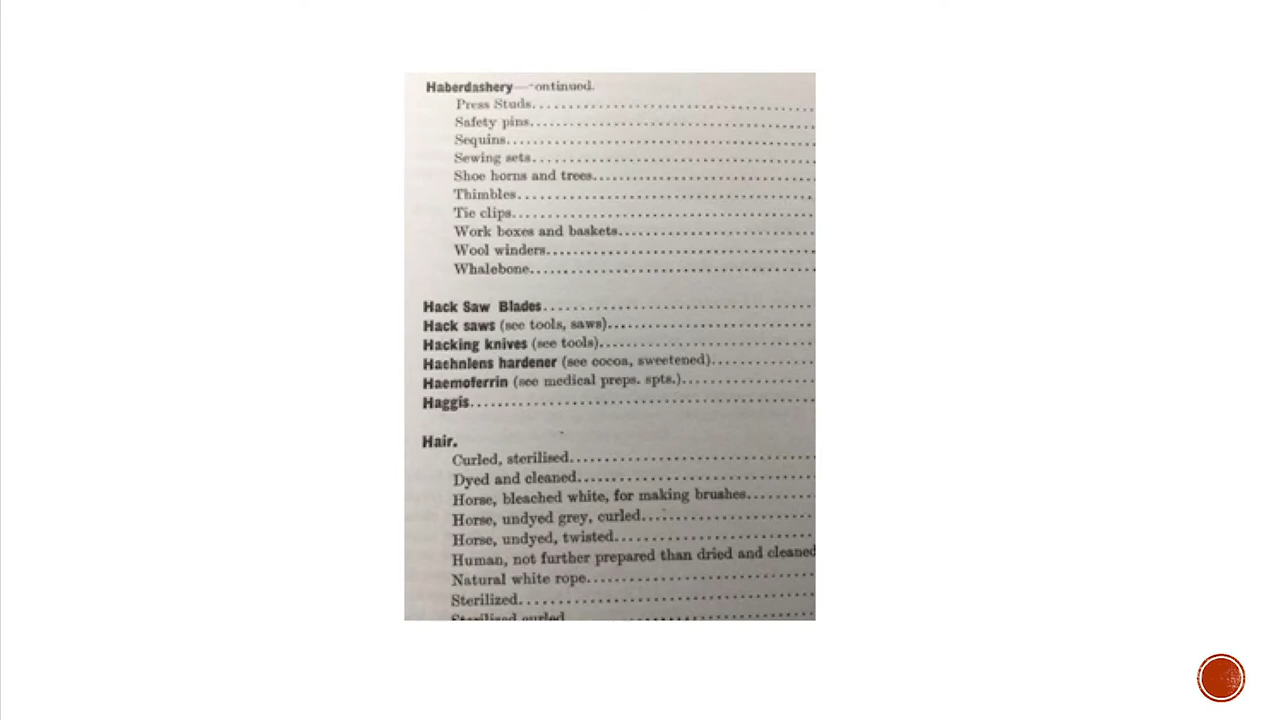 Haberdashery—continued.
Press Studs
Safety pins
Sequins
Sewing sets
Shoe horns and trees
Thimbles
Tie clips
Work boxes and baskets
Wool winders
Whalebone
Hack Saw Blades
Hack saws (see tools, saws)
Hacking knives (see tools)
Haehnlens hardener (see cocoa, sweetened)
Haemoferrin (see medical preps. spts.)
Haggis
Hair.
Curled, sterilised
Dyed and cleaned
Horse, bleached white, for making brushes
Horse, undyed grey, curled
Horse, undyed, twisted
Human, not further prepared than dried and cleaned
Natural white rope
Sterilized
Sterilized curled